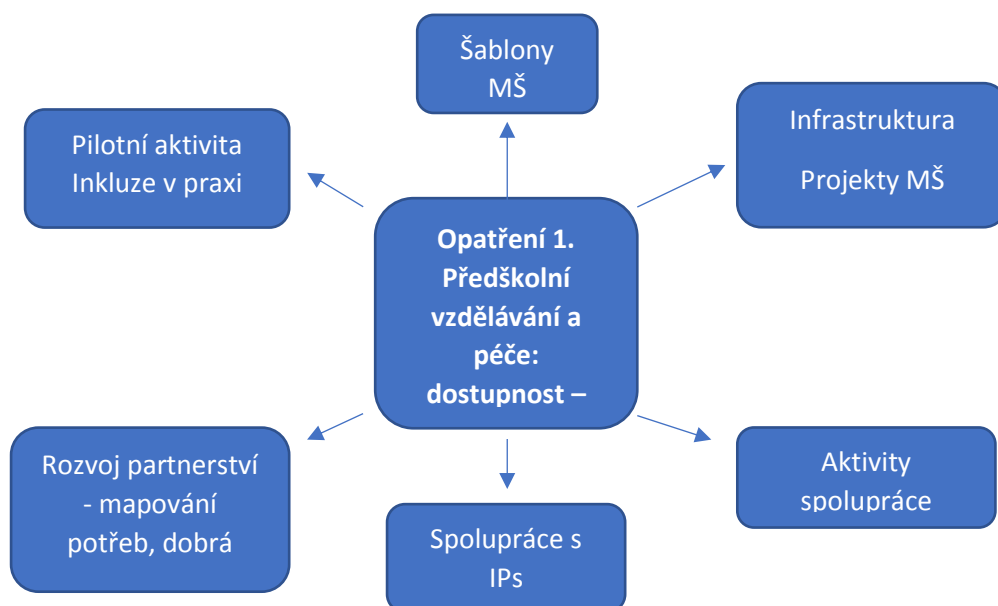 Šablony
MŠ
Pilotní aktivita
Inkluze v praxi
Infrastruktura
Projekty MŠ
Opatření 1.
Předškolní
vzdělávání a
péče:
dostupnost –
Rozvoj partnerství
- mapování
potřeb, dobrá
Spolupráce s
IPs
Aktivity
spolupráce